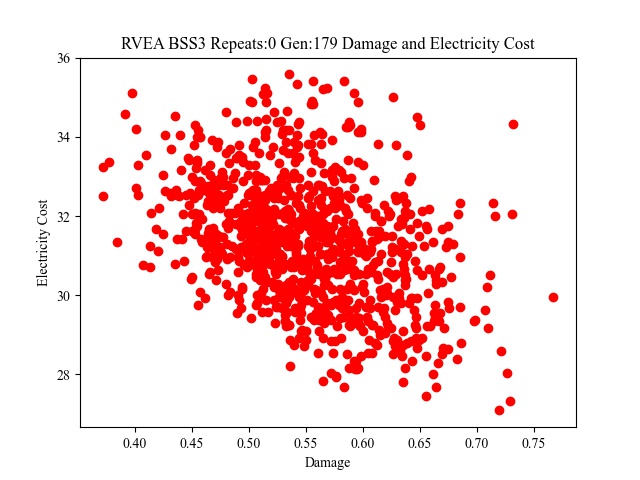 RVEA BSS3 Repeats:0 Gen:179 Damage and Electricity Cost
36
34
32
30
28
Electricity Cost
0.40 0.45 0.50 0.55 0.60 0.65 0.70 0.75
Damage